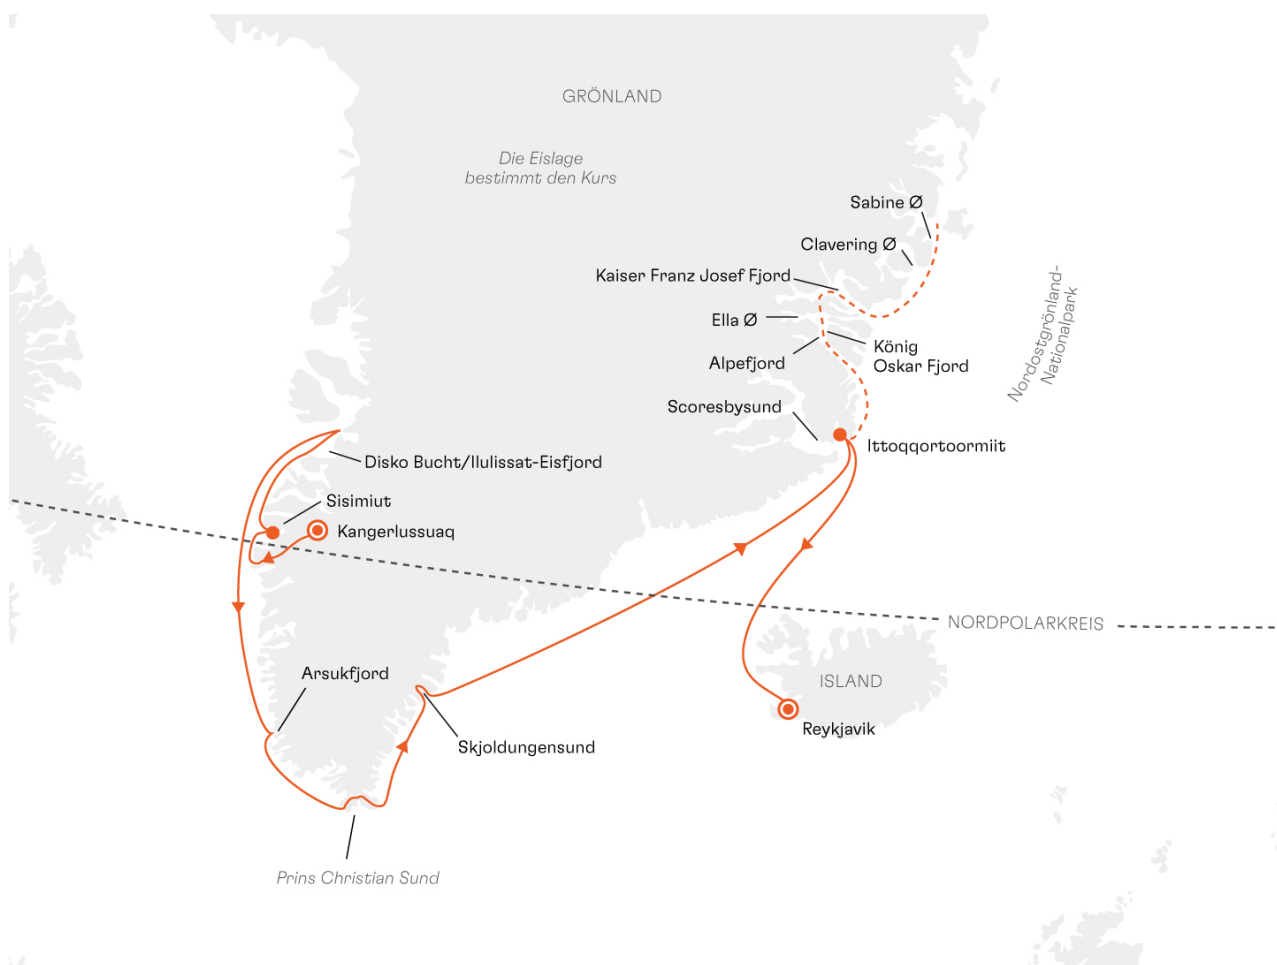 GRÖNLAND
Die Eislage
bestimmt den Kurs
Sabine Ø
Clavering Ø
Kaiser Franz Josef Fjord
Ella Ø
König
Oskar Fjord
Alpefjord
Nordostgrönland-
Nationalpark
Scoresbysund
Ittoqqortoormiit
Disko Bucht/Ilulissat-Eisfjord
Sisimiut
Kangerlussuaq
NORDPOLARKREIS
Arsukfjord
ISLAND
Reykjavik
Skjoldungensund
Prins Christian Sund